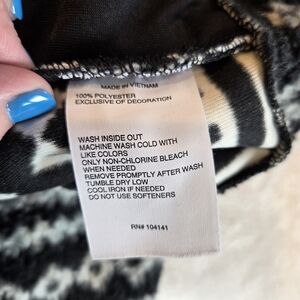 MADE IN VIETNAM
100% POLYESTER
EXCLUSIVE OF DECORATION
WASH INSIDE OUT
MACHINE WASH COLD WITH
LIKE COLORS
ONLY NON-CHLORINE BLEACH
WHEN NEEDED
REMOVE PROMPTLY AFTER WASH
TUMBLE DRY LOW
COOL IRON IF NEEDED
DO NOT USE SOFTENERS
RN# 104141